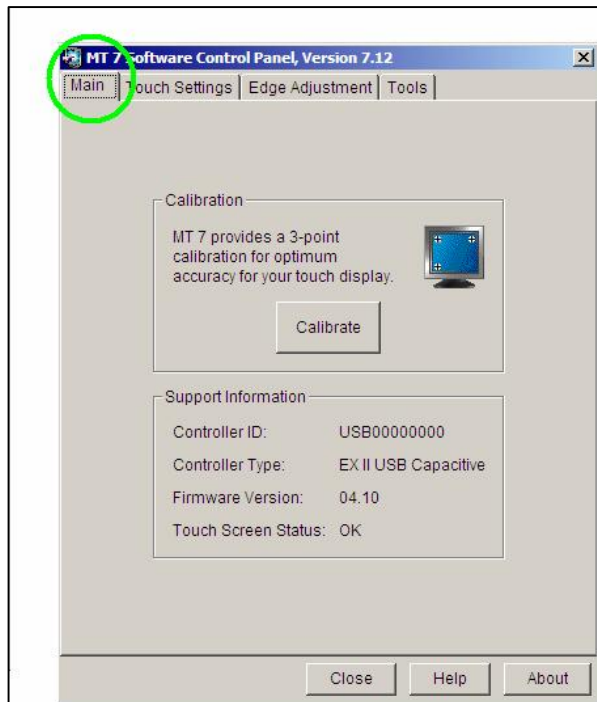 MT 7 Software Control Panel, Version 7.12
Main Touch Settings Edge Adjustment Tools
Calibration
MT 7 provides a 3-point
calibration for optimum
accuracy for your touch display.
Calibrate
Support Information
Controller ID: USB00000000
Controller Type: EX II USB Capacitive
Firmware Version: 04.10
Touch Screen Status: OK
Close Help About